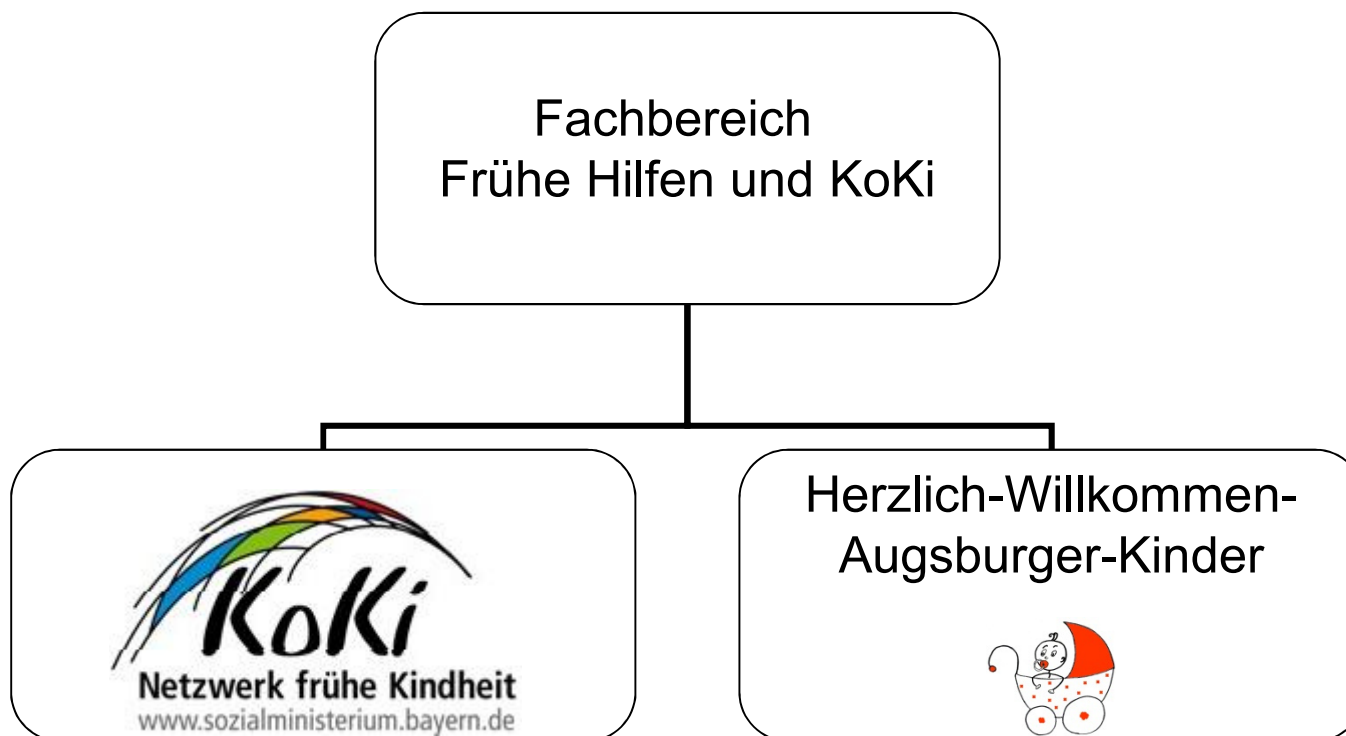 Fachbereich
Frühe Hilfen und KoKi
KoKi
Netzwerk frühe Kindheit
www.sozialministerium.bayern.de
Herzlich-Willkommen-
Augsburger-Kinder